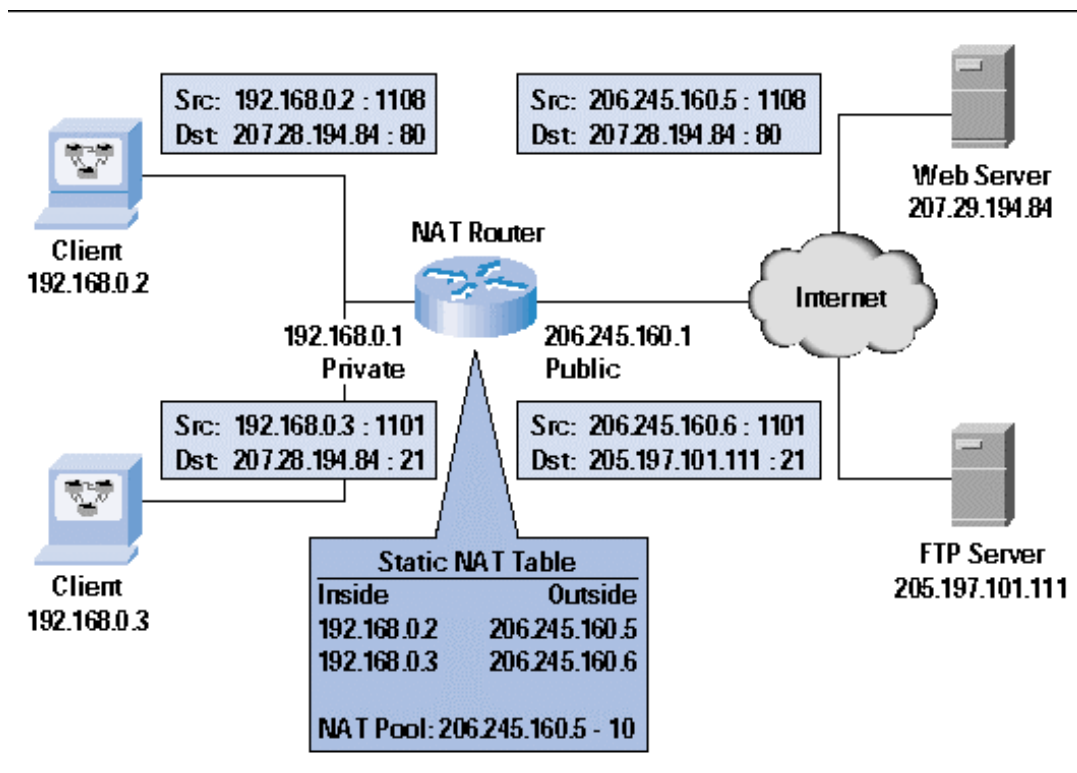 Src: 192.168.0.2 : 1108
Dst: 207.28.194.84 : 80
Src: 206.245.160.5 : 1108
Dst: 207.28.194.84 : 80
Client
192.168.0.2
Web Server
207.29.194.84
NAT Router
Internet
192.168.0.1
Private
206.245.160.1
Public
Src: 192.168.0.3 : 1101
Dst: 207.28.194.84 : 21
Src: 206.245.160.6 : 1101
Dst: 205.197.101.111 : 21
Client
192.168.0.3
FTP Server
205.197.101.111
Static NAT Table
Inside Outside
192.168.0.2 206.245.160.5
192.168.0.3 206.245.160.6
NAT Pool: 206.245.160.5 - 10